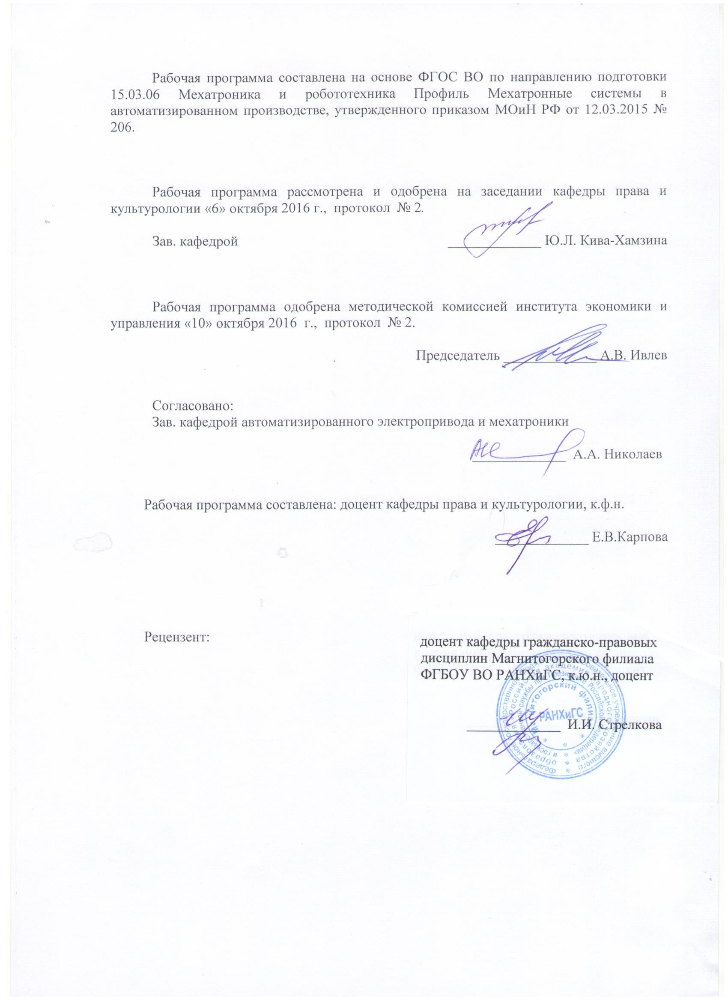 Рабочая программа составлена на основе ФГОС ВО по направлению подготовки
15.03.06 Мехатроника и робототехника Профиль Мехатронные системы в
автоматизированном производстве, утвержденного приказом МОиН РФ от 12.03.2015 №
206.
Рабочая программа рассмотрена и одобрена на заседании кафедры права и
культурологии «6» октября 2016 г., протокол № 2.
Зав. кафедрой Ю.Л. Кива-Хамзина
Рабочая программа одобрена методической комиссией института экономики и
управления «10» октября 2016 г., протокол № 2.
Председатель А.В. Ивлев
Согласовано:
Зав. кафедрой автоматизированного электропривода и мехатроники
А.А. Николаев
Рабочая программа составлена: доцент кафедры права и культурологии, к.ф.н.
Е.В.Карпова
Рецензент:
доцент кафедры гражданско-правовых
дисциплин Магнитогорского филиала
ФГБОУ ВО РАНХиГС, к.ю.н., доцент
И.И. Стрелкова
РАНХиГС